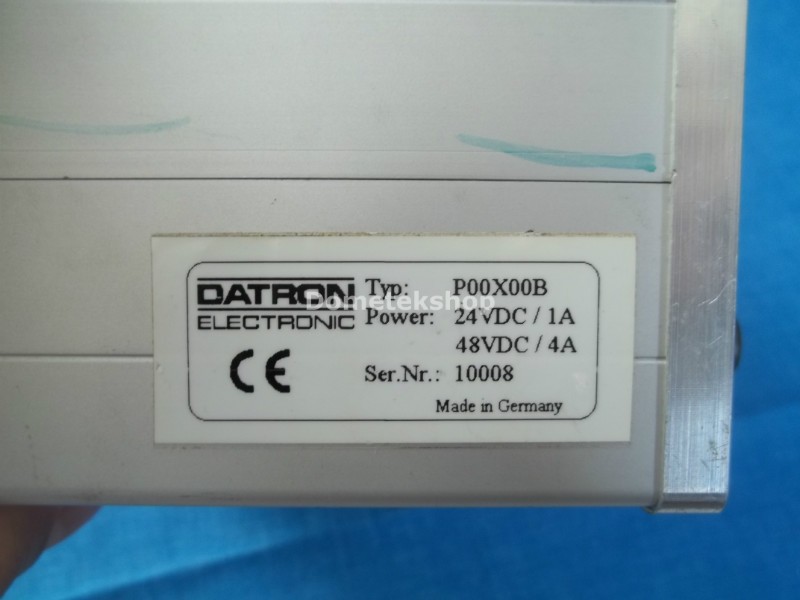 DATRON
ELECTRONIC
CE
Typ: P00X00B
Power: 24VDC / 1A
48VDC / 4A
Ser.Nr.: 10008
Made in Germany
Dometekshop